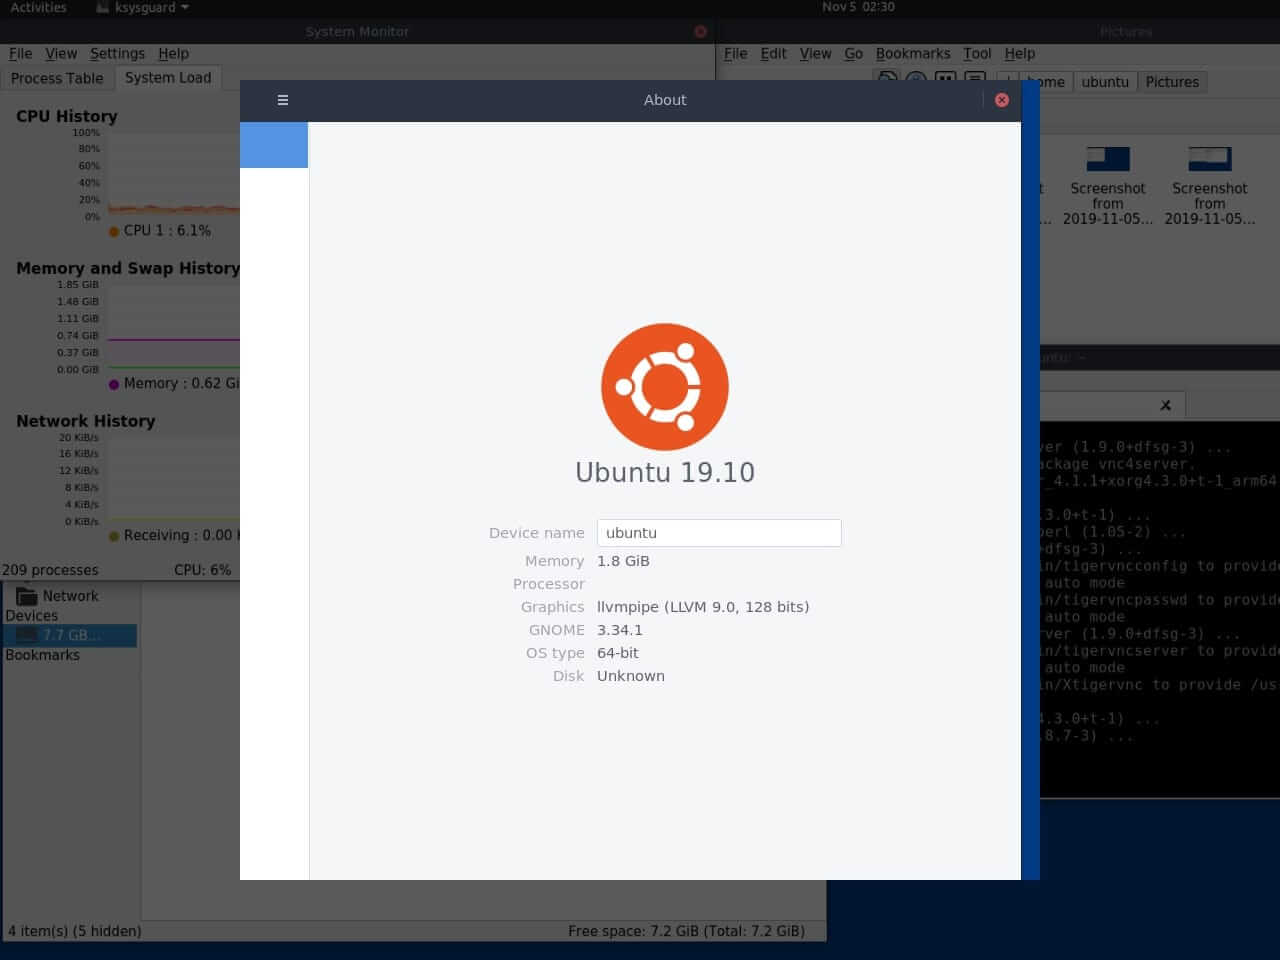 Activities
ksysguard
Nov 5 02:30
System Monitor
File View Settings Help
Process Table System Load
CPU History
100%
80%
60%
40%
20%
0%
CPU 1 : 6.1%
Memory and Swap History
1.85 GiB
1.48 GiB
1.11 GiB
0.74 GiB
0.37 GiB
0.00 GiB
Memory : 0.62 Gi
Network History
20 KiB/s
16 KiB/s
12 KiB/s
8 KiB/s
4 KiB/s
0 KiB/s
Receiving : 0.00 K
209 processes CPU: 6%
Network
Devices
7.7 GB...
Bookmarks
4 item(s) (5 hidden)
Free space: 7.2 GiB (Total: 7.2 GiB)
About
Ubuntu 19.10
Device name ubuntu
Memory 1.8 GiB
Processor
Graphics llvmpipe (LLVM 9.0, 128 bits)
GNOME 3.34.1
OS type 64-bit
Disk Unknown
Pictures
File Edit View Go Bookmarks Tool Help
ome ubuntu Pictures
t
...
Screenshot
from
2019-11-05...
Screenshot
from
2019-11-05...
untu: ~
ver (1.9.0+dfsg-3) ...
ackage vnc4server.
r_4.1.1+xorg4.3.0+t-1_arm64
.3.0+t-1) ...
perl (1.05-2) ...
+dfsg-3) ...
in/tigervncconfig to provide
auto mode
in/tigervncpasswd to provide
auto mode
rver (1.9.0+dfsg-3) ...
in/tigervncserver to provide
auto mode
in/Xtigervnc to provide /us
4.3.0+t-1) ...
.8.7-3) ...